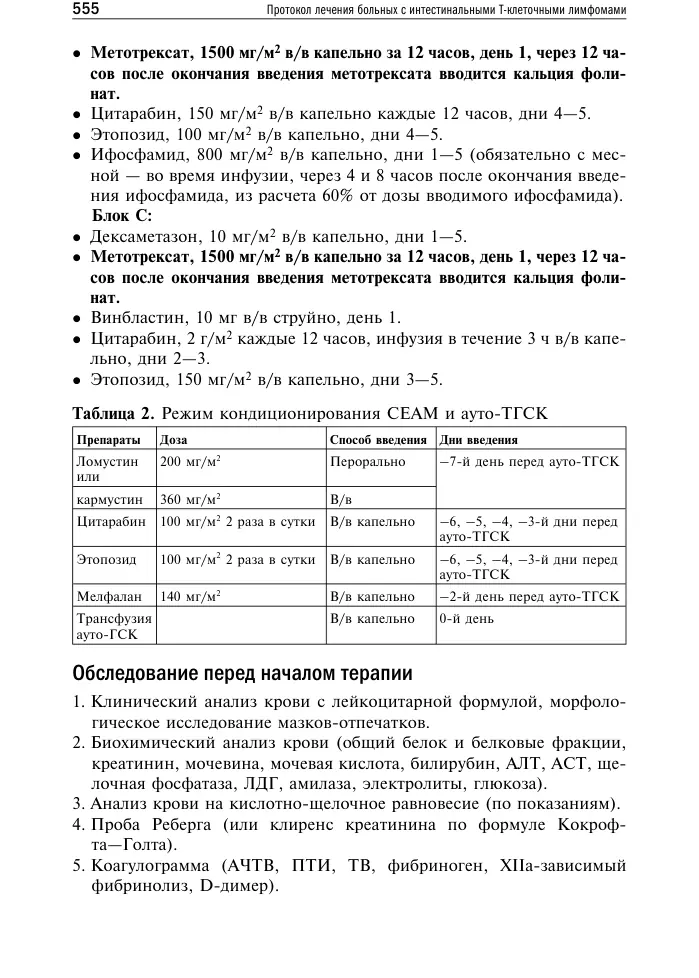 555 Протокол лечения больных с интестинальными Т-клеточными лимфомами
• Метотрексат, 1500 мг/м² в/в капельно за 12 часов, день 1, через 12 ча-
сов после окончания введения метотрексата вводится кальция фоли-
нат.
• Цитарабин, 150 мг/м² в/в капельно каждые 12 часов, дни 4—5.
• Этопозид, 100 мг/м² в/в капельно, дни 4—5.
• Ифосфамид, 800 мг/м² в/в капельно, дни 1—5 (обязательно с мес-
ной — во время инфузии, через 4 и 8 часов после окончания введе-
ния ифосфамида, из расчета 60% от дозы вводимого ифосфамида).
Блок С:
• Дексаметазон, 10 мг/м² в/в капельно, дни 1—5.
• Метотрексат, 1500 мг/м² в/в капельно за 12 часов, день 1, через 12 ча-
сов после окончания введения метотрексата вводится кальция фоли-
нат.
• Винбластин, 10 мг в/в струйно, день 1.
• Цитарабин, 2 г/м² каждые 12 часов, инфузия в течение 3 ч в/в капе-
льно, дни 2—3.
• Этопозид, 150 мг/м² в/в капельно, дни 3—5.
Таблица 2. Режим кондиционирования CEAM и ауто-ТГСК
Препараты Доза Способ введения Дни введения
Ломустин 200 мг/м² Перорально −7-й день перед ауто-ТГСК
или
кармустин 360 мг/м² В/в
Цитарабин 100 мг/м² 2 раза в сутки В/в капельно −6, −5, −4, −3-й дни перед
ауто-ТГСК
Этопозид 100 мг/м² 2 раза в сутки В/в капельно −6, −5, −4, −3-й дни перед
ауто-ТГСК
Мелфалан 140 мг/м² В/в капельно −2-й день перед ауто-ТГСК
Трансфузия В/в капельно 0-й день
ауто-ГСК
Обследование перед началом терапии
1. Клинический анализ крови с лейкоцитарной формулой, морфоло-
гическое исследование мазков-отпечатков.
2. Биохимический анализ крови (общий белок и белковые фракции,
креатинин, мочевина, мочевая кислота, билирубин, АЛТ, АСТ, ще-
лочная фосфатаза, ЛДГ, амилаза, электролиты, глюкоза).
3. Анализ крови на кислотно-щелочное равновесие (по показаниям).
4. Проба Реберга (или клиренс креатинина по формуле Кокроф-
та—Голта).
5. Коагулограмма (АЧТВ, ПТИ, ТВ, фибриноген, XIIа-зависимый
фибринолиз, D-димер).